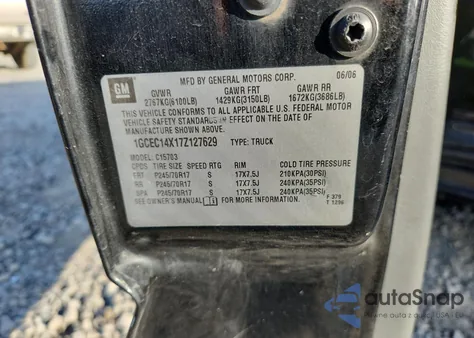 GM
MFD BY GENERAL MOTORS CORP. 06/06
GVWR GAWR FRT GAWR RR
2767KG(6100LB) 1429KG(3150LB) 1672KG(3686LB)
THIS VEHICLE CONFORMS TO ALL APPLICABLE U.S. FEDERAL MOTOR
VEHICLE SAFETY STANDARDS IN EFFECT ON THE DATE OF
MANUFACTURE SHOWN ABOVE.
1GCEC14X17Z127629 TYPE: TRUCK
MODEL: C15703
TIRE SIZE SPEED RTG RIM COLD TIRE PRESSURE
FRT P245/70R17 S 17X7.5J 210KPA(30PSI)
RR P245/70R17 S 17X7.5J 240KPA(35PSI)
SPA P245/70R17 S 17X7.5J 240KPA(35PSI)
SEE OWNER'S MANUAL FOR MORE INFORMATION
F 379
T 1296
autoSnap